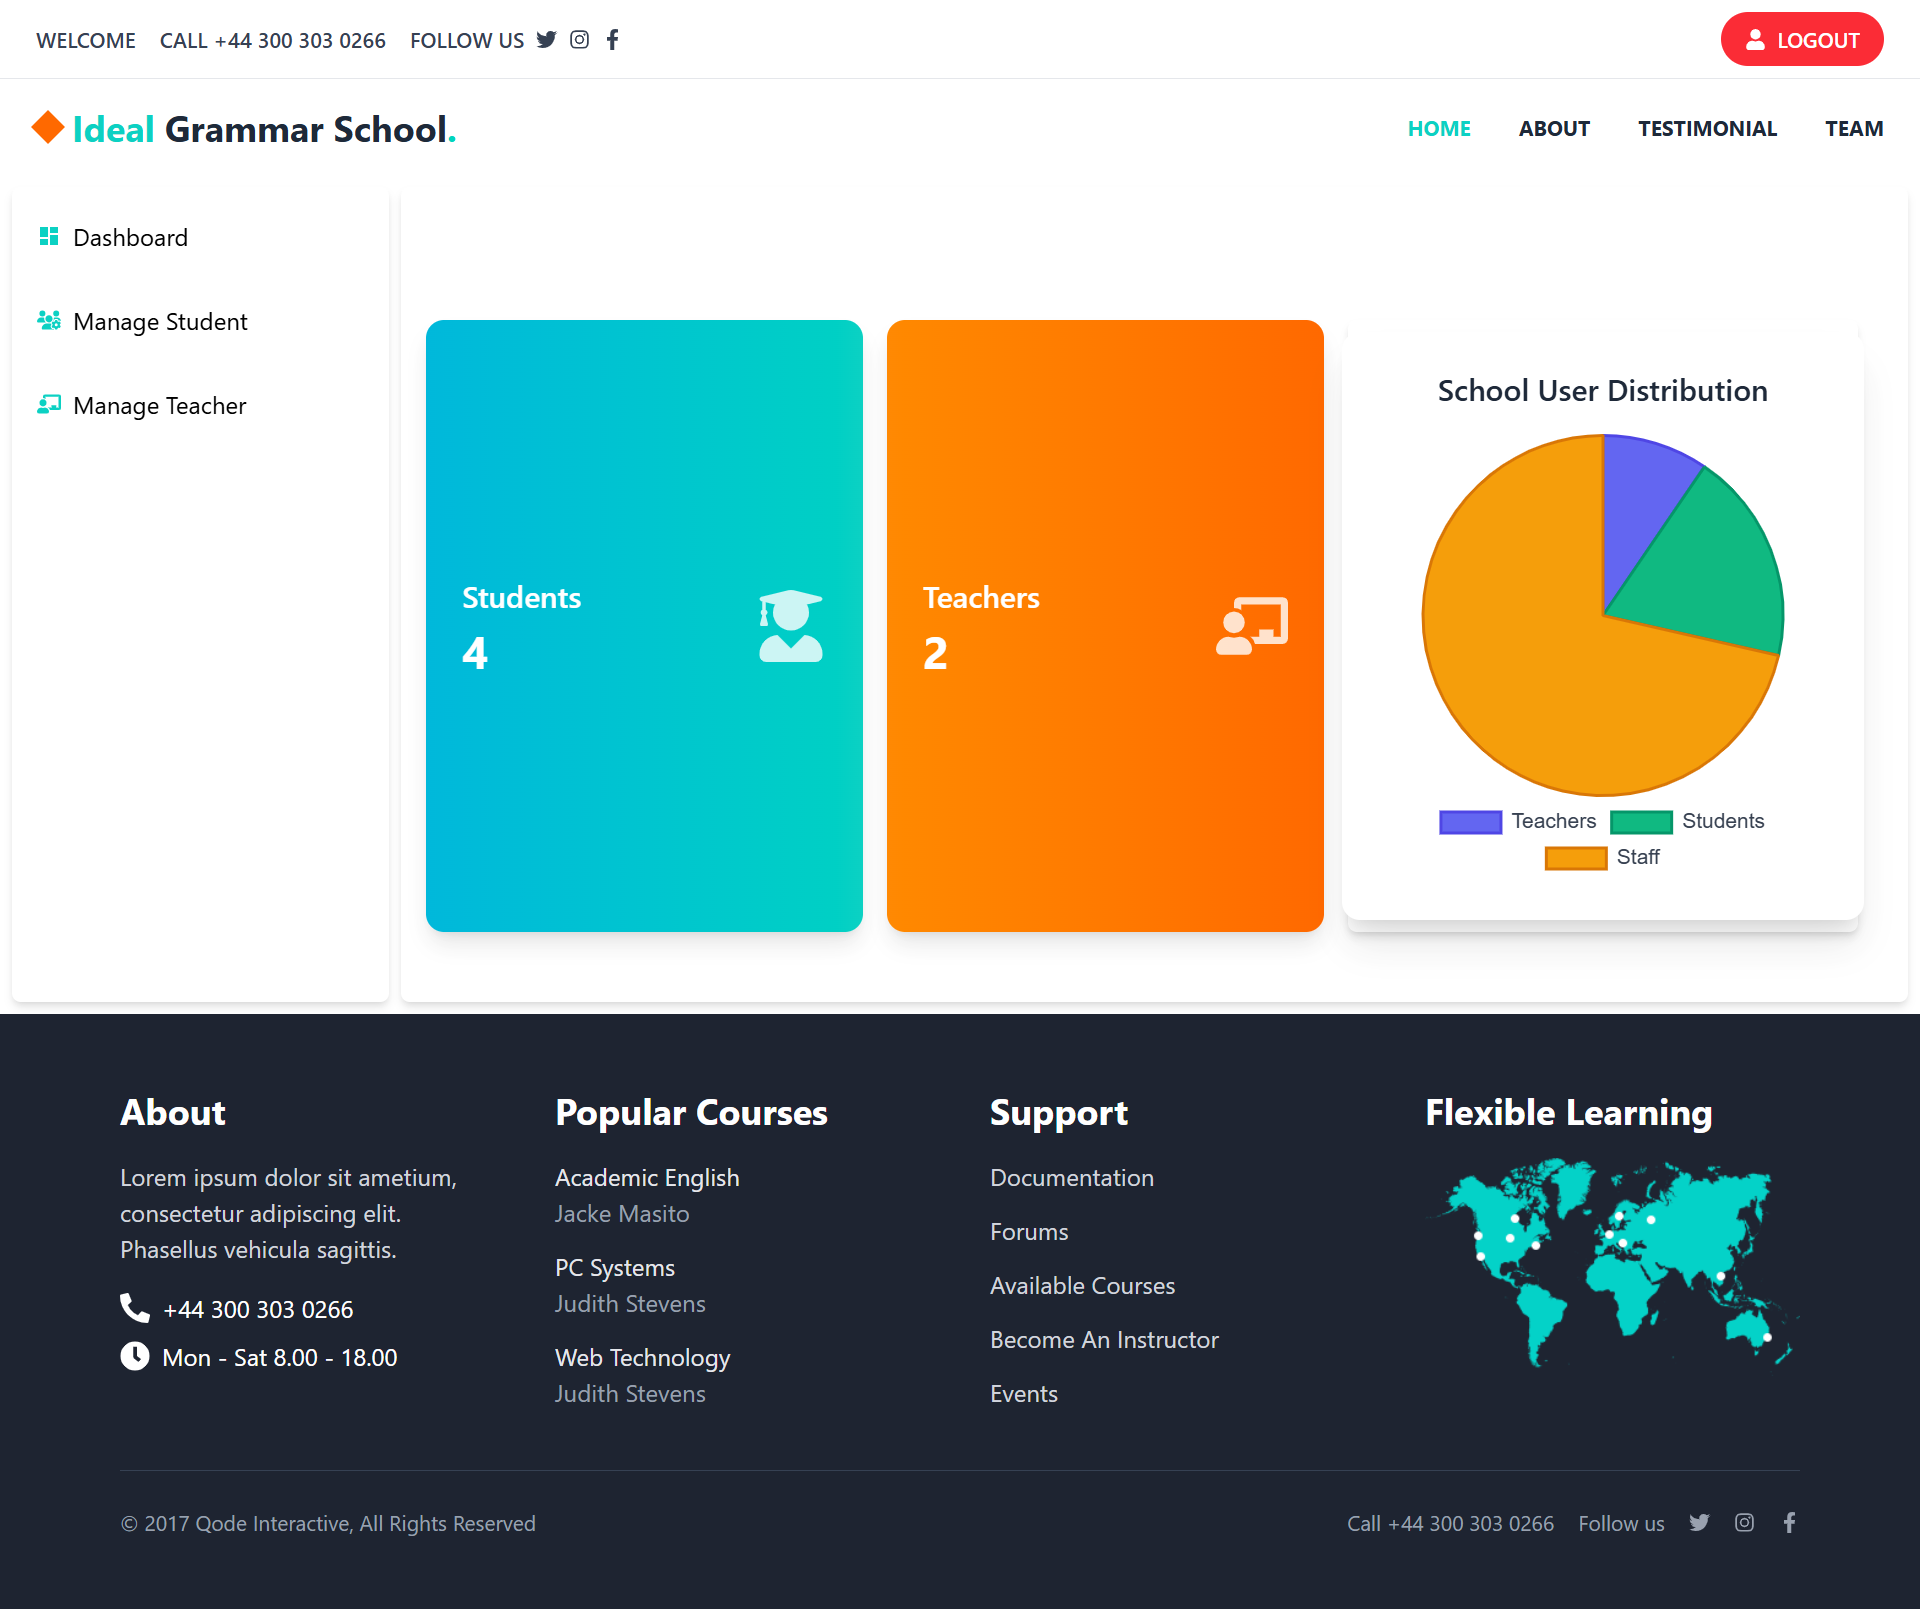 WELCOME CALL +44 300 303 0266 FOLLOW US
LOGOUT
Ideal Grammar School.
HOME ABOUT TESTIMONIAL TEAM
Dashboard
Manage Student
Manage Teacher
Students
4
Teachers
2
School User Distribution
Teachers Students
Staff
About
Lorem ipsum dolor sit ametium,
consectetur adipiscing elit.
Phasellus vehicula sagittis.
+44 300 303 0266
Mon - Sat 8.00 - 18.00
Popular Courses
Academic English
Jacke Masito
PC Systems
Judith Stevens
Web Technology
Judith Stevens
Support
Documentation
Forums
Available Courses
Become An Instructor
Events
Flexible Learning
© 2017 Qode Interactive, All Rights Reserved
Call +44 300 303 0266 Follow us